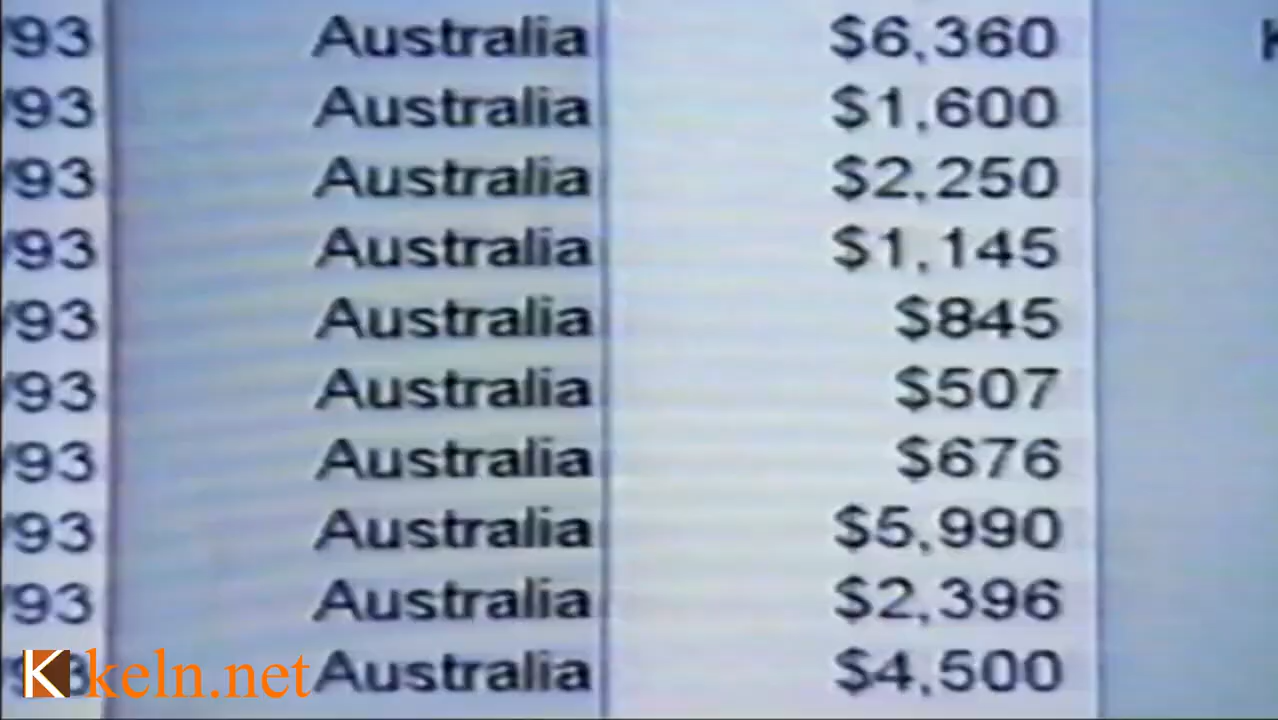 /93 Australia $6,360
/93 Australia $1,600
/93 Australia $2,250
/93 Australia $1,145
/93 Australia $845
/93 Australia $507
/93 Australia $676
/93 Australia $5,990
/93 Australia $2,396
Australia $4,500
K keln.net